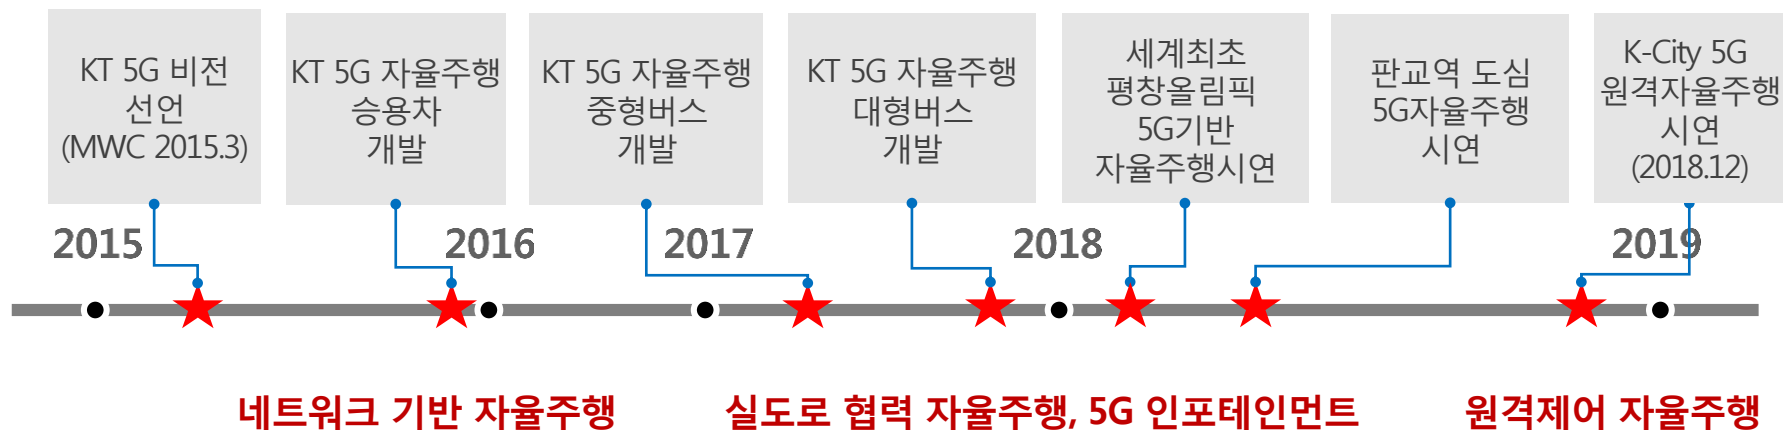 KT 5G 비전
선언
(MWC 2015.3)
KT 5G 자율주행
승용차
개발
KT 5G 자율주행
중형버스
개발
KT 5G 자율주행
대형버스
개발
세계최초
평창올림픽
5G기반
자율주행시연
판교역 도심
5G자율주행
시연
K-City 5G
원격자율주행
시연
(2018.12)
2015
2016
2017
2018
2019
네트워크 기반 자율주행
실도로 협력 자율주행, 5G 인포테인먼트
원격제어 자율주행